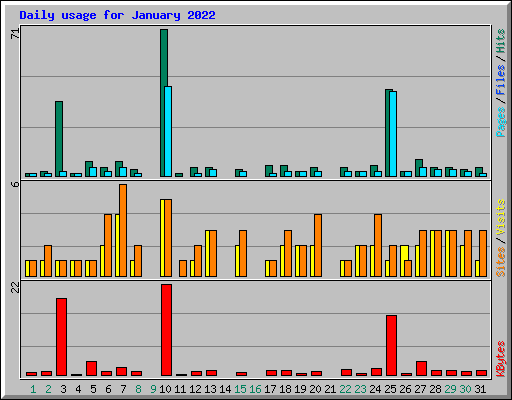 Daily usage for January 2022
71
6
22
Pages / Files / Hits
Sites / Visits
KBytes
1 2 3 4 5 6 7 8 9 10 11 12 13 14 15 16 17 18 19 20 21 22 23 24 25 26 27 28 29 30 31